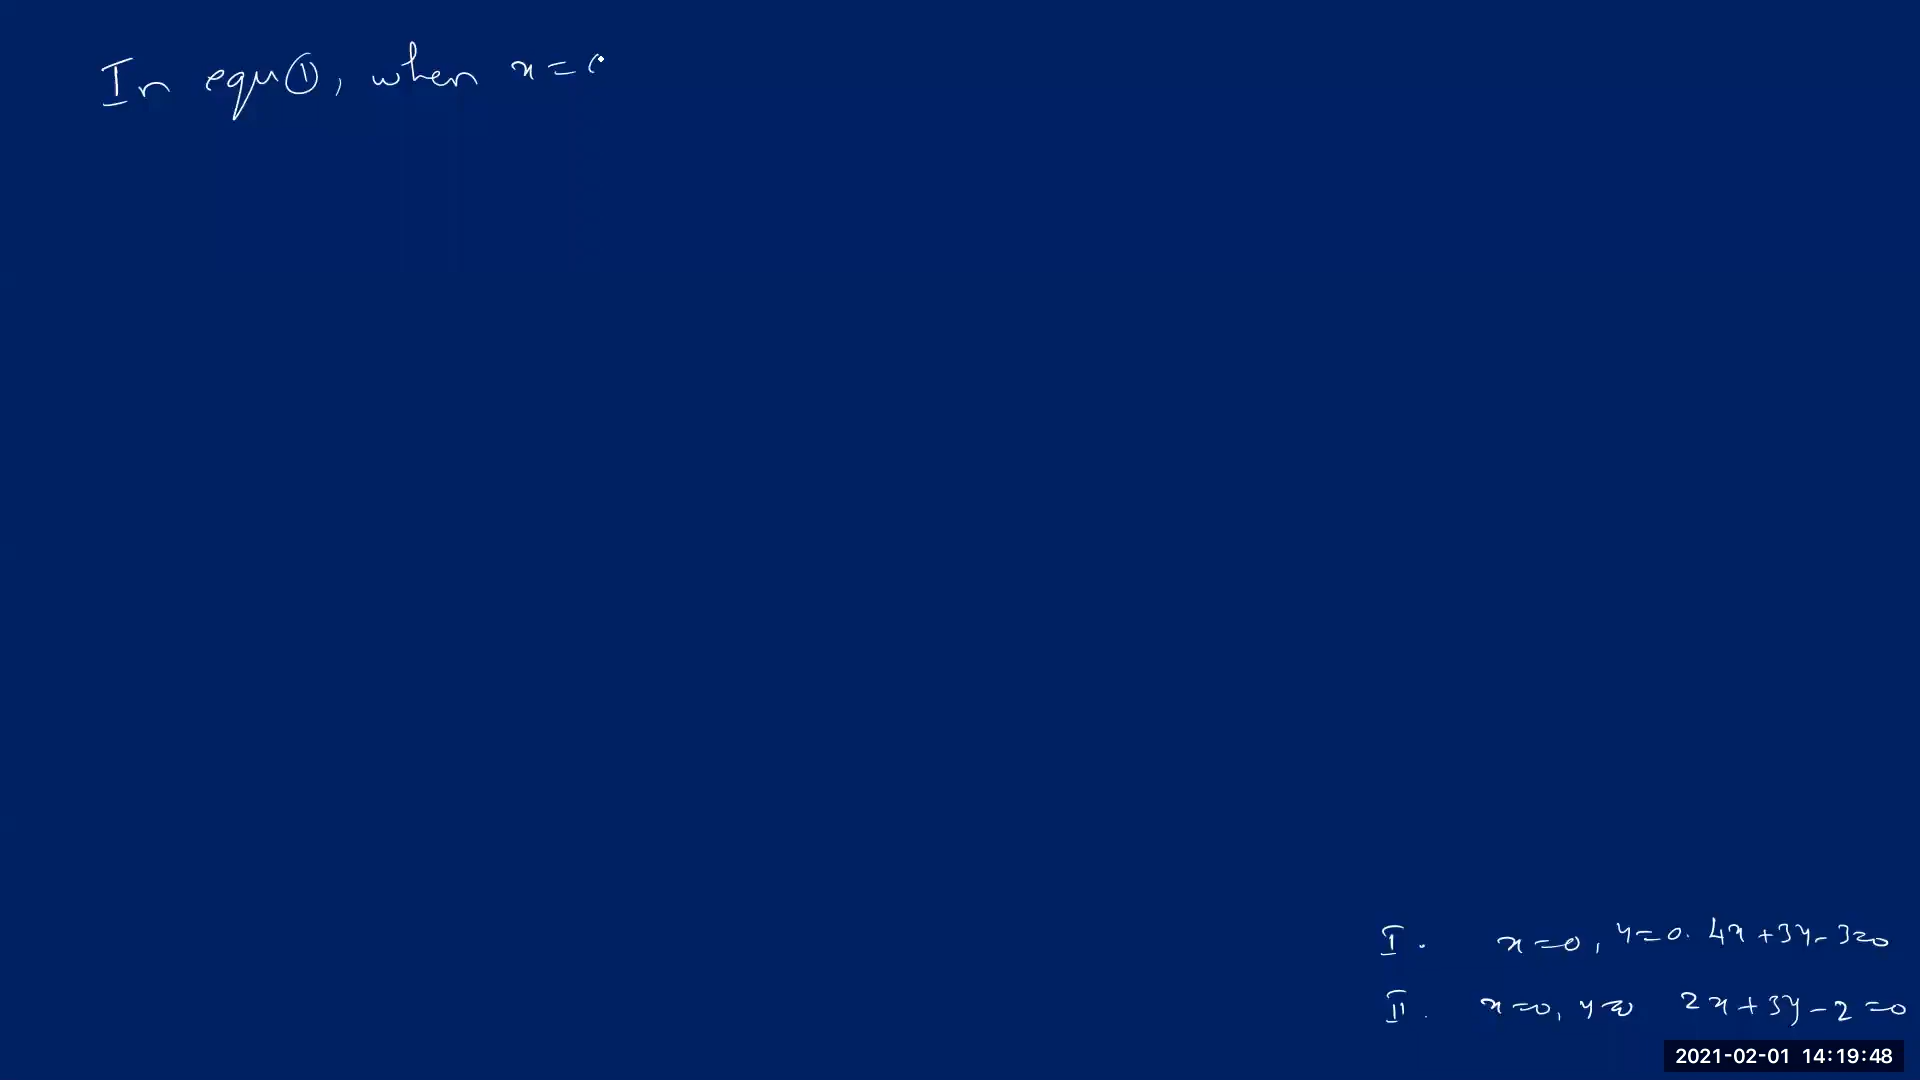 In equ①, when x = 
I. x=0, y=0. 4x+3y-3=0
II. x=0, y=0 2x+3y-2=0
2021-02-01 14:19:48